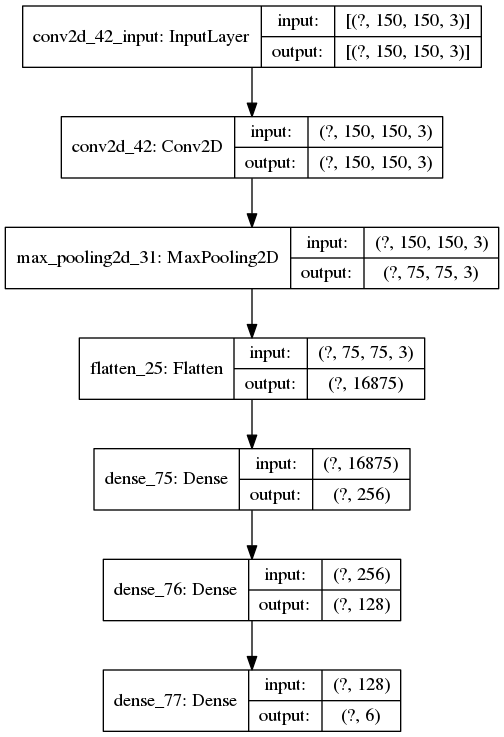 conv2d_42_input: InputLayer
input: [(?, 150, 150, 3)]
output: [(?, 150, 150, 3)]
conv2d_42: Conv2D
input: (?, 150, 150, 3)
output: (?, 150, 150, 3)
max_pooling2d_31: MaxPooling2D
input: (?, 150, 150, 3)
output: (?, 75, 75, 3)
flatten_25: Flatten
input: (?, 75, 75, 3)
output: (?, 16875)
dense_75: Dense
input: (?, 16875)
output: (?, 256)
dense_76: Dense
input: (?, 256)
output: (?, 128)
dense_77: Dense
input: (?, 128)
output: (?, 6)